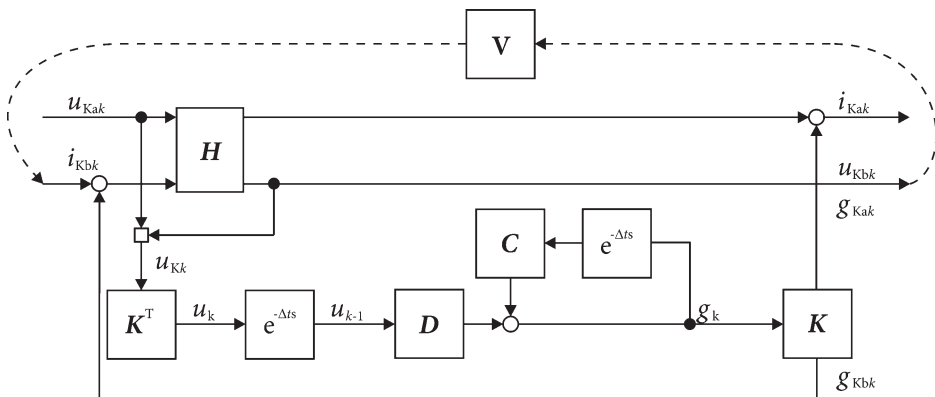 V
u_Kak
i_Kak
H
i_Kbk
u_Kbk
g_Kak
C
e^-Δts
u_Kk
K^T
u_k
e^-Δts
u_k-1
D
g_k
K
g_Kbk